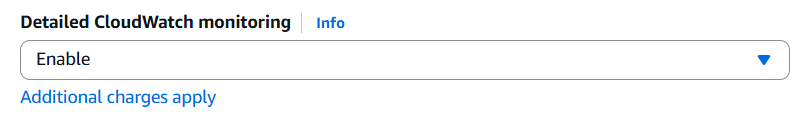 Detailed CloudWatch monitoring Info
Enable
Additional charges apply